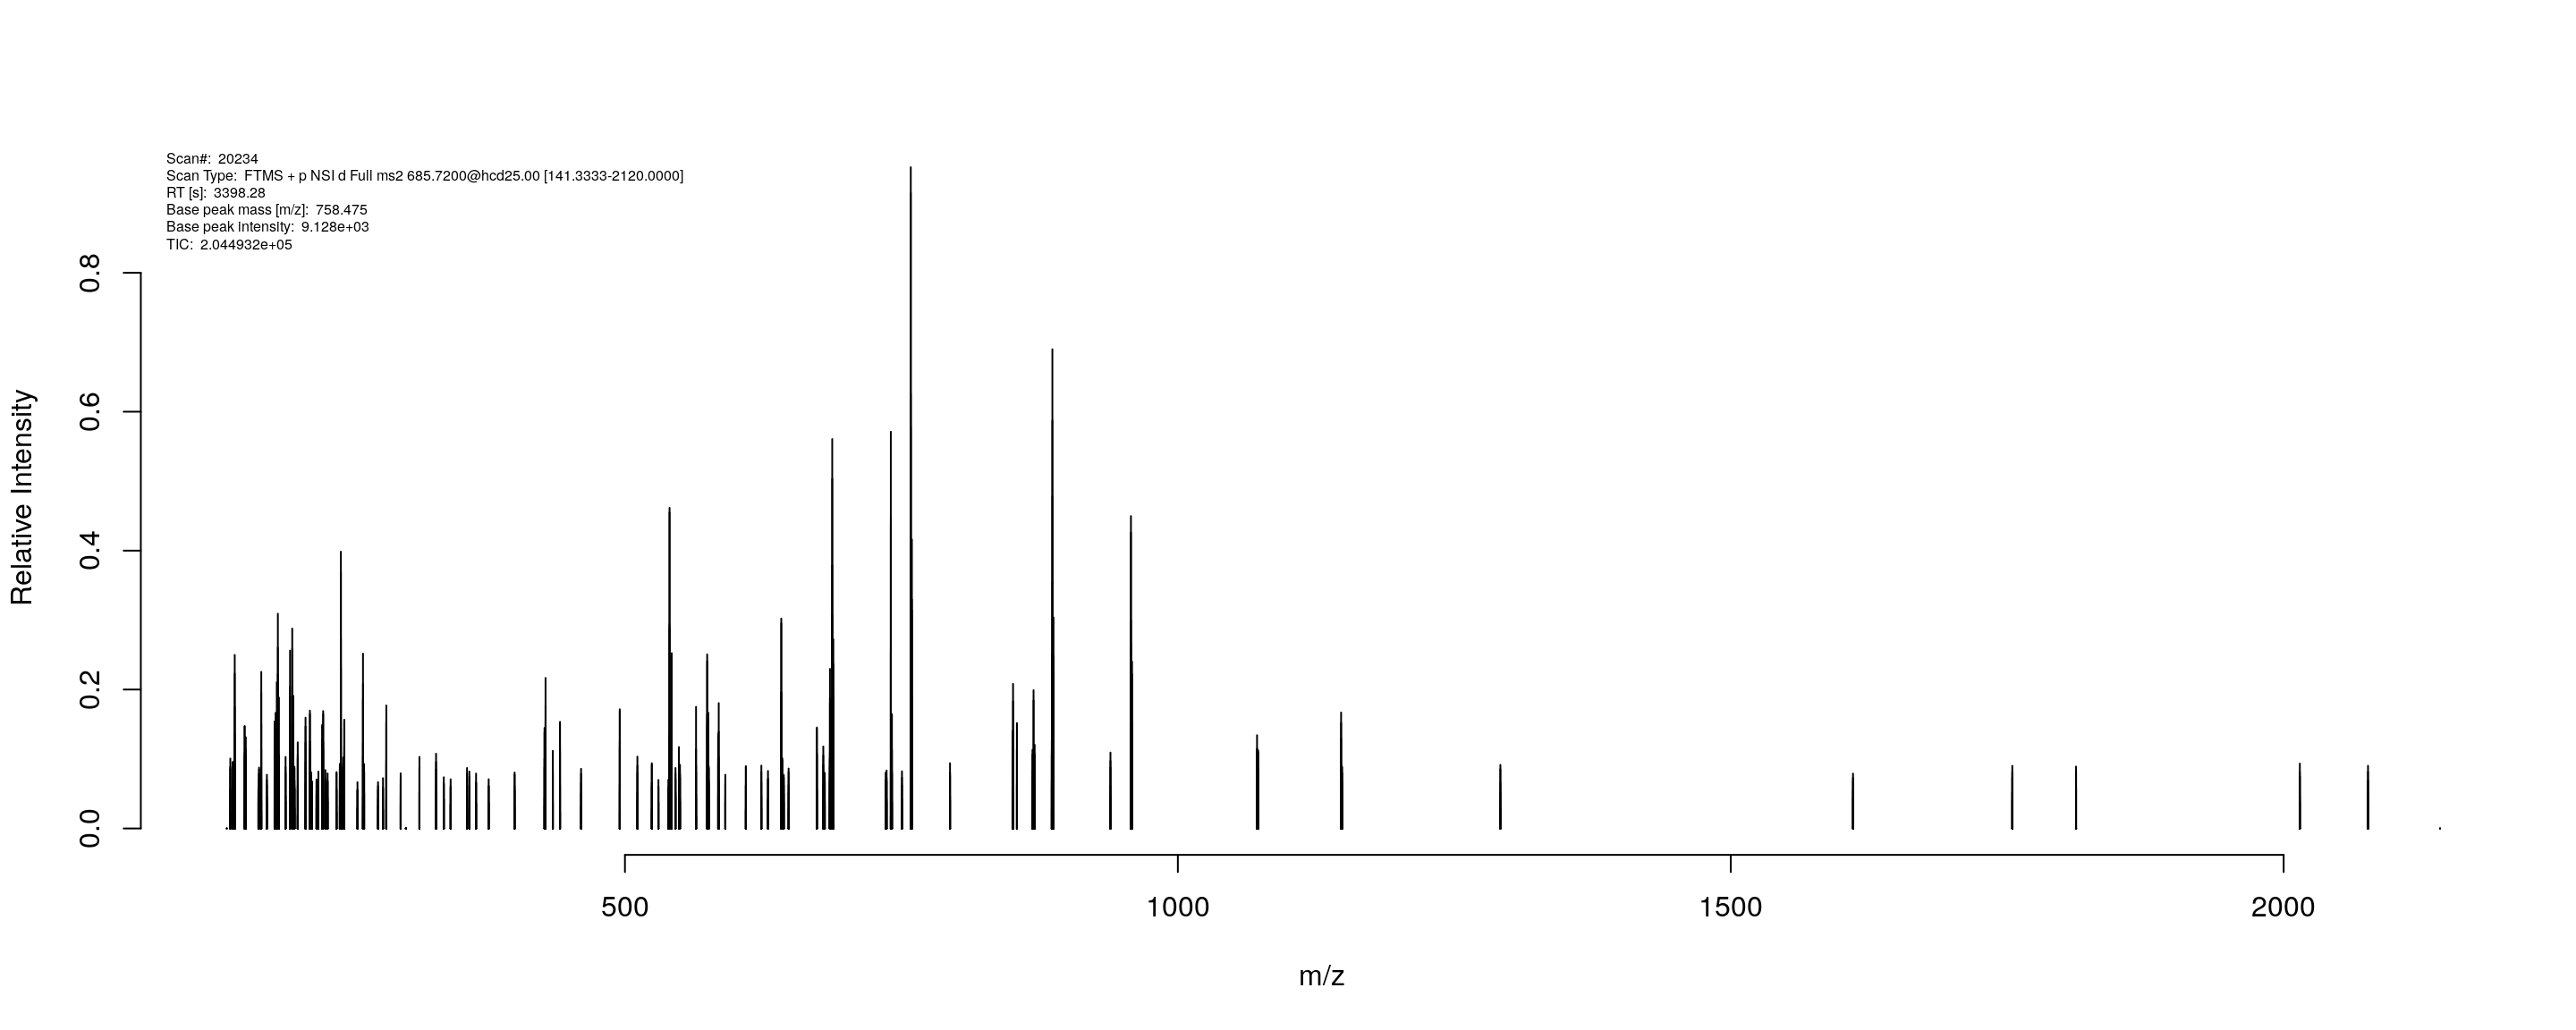 Scan#: 20234
Scan Type: FTMS + p NSI d Full ms2 685.7200@hcd25.00 [141.3333-2120.0000]
RT [s]: 3398.28
Base peak mass [m/z]: 758.475
Base peak intensity: 9.128e+03
TIC: 2.044932e+05
Relative Intensity
0.8
0.6
0.4
0.2
0.0
500 1000 1500 2000
m/z